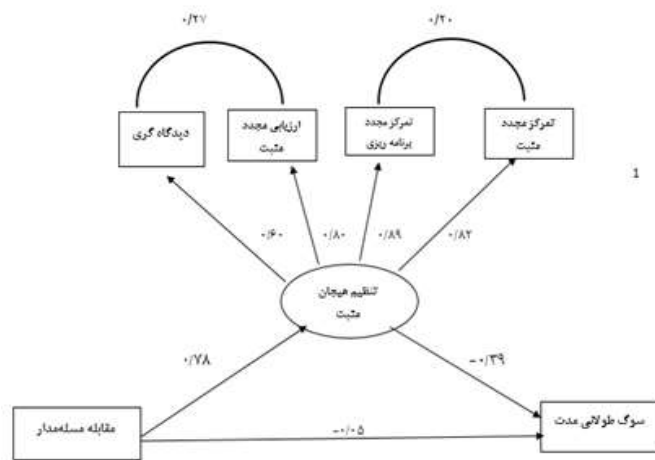 ۰/۲۷
۰/۲۰
دیدگاه گری
ارزیابی مجدد
مثبت
تمرکز مجدد
برنامه ریزی
تمرکز مجدد
مثبت
1
۰/۶۰
۰/۸۰
۰/۸۹
۰/۸۲
تنظیم هیجان
مثبت
۰/۷۸
-۰/۳۹
مقابله مسله‌مدار
-۰/۰۵
سوگ طولانی مدت